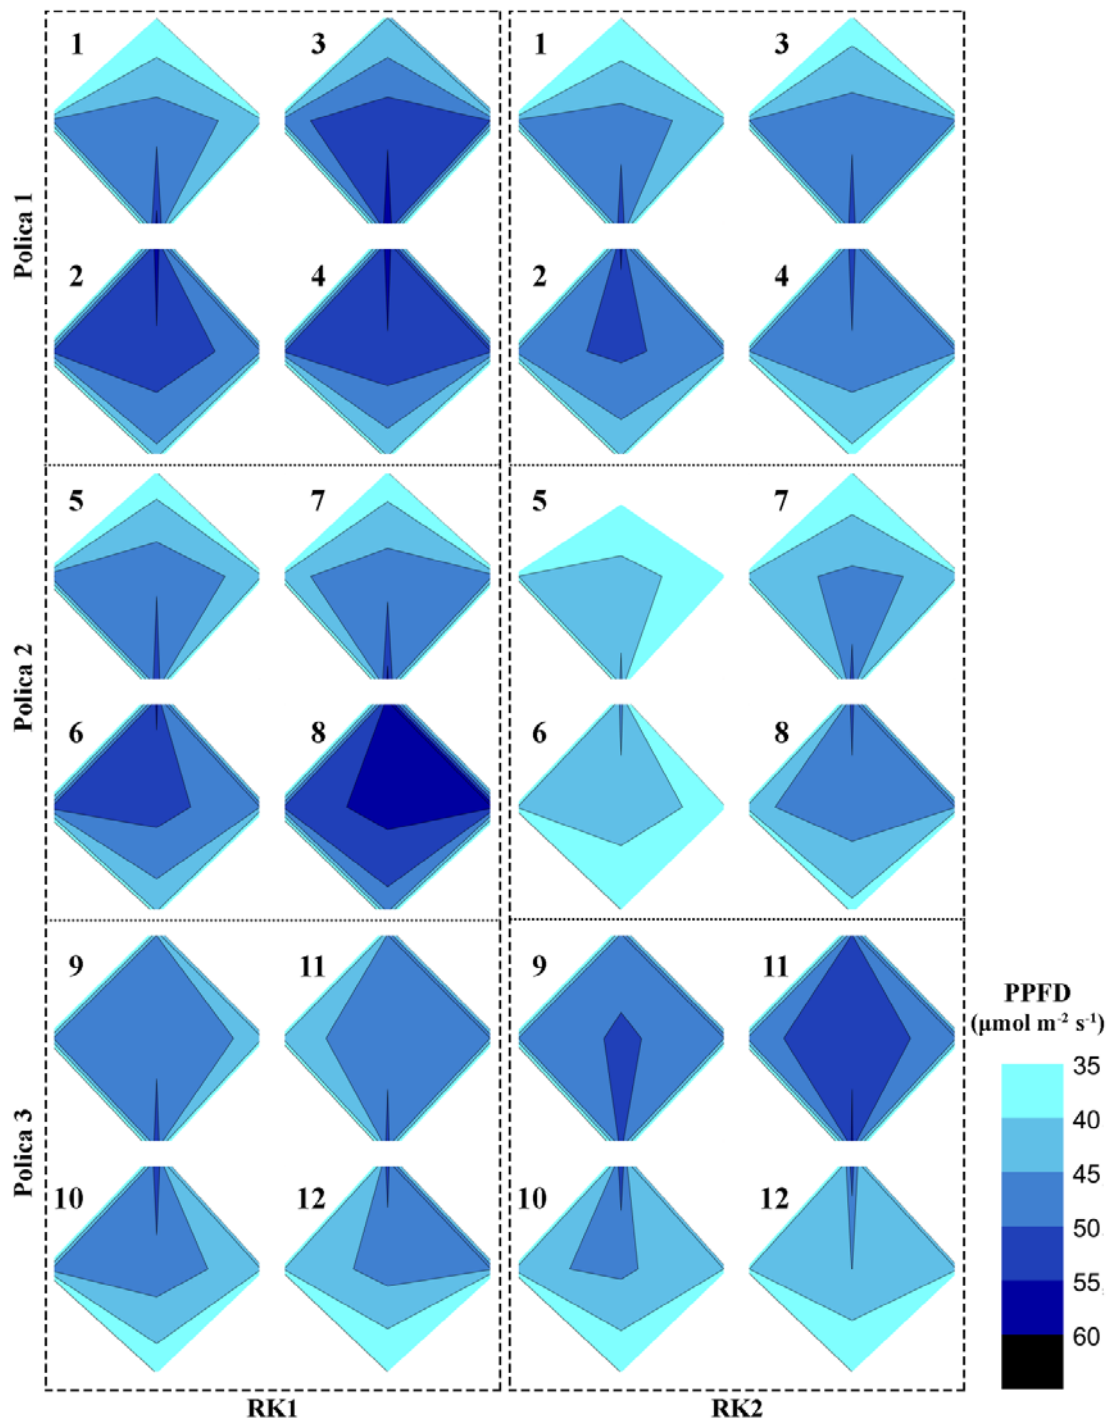 1 3 1 3
Polica 1
2 4 2 4
5 7 5 7
Polica 2
6 8 6 8
9 11 9 11
PPFD
(μmol m⁻² s⁻¹)
35
40
45
50
55
60
Polica 3
10 12 10 12
RK1 RK2